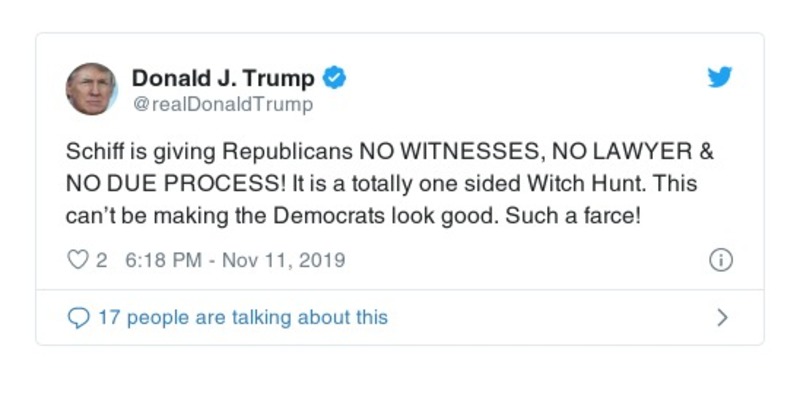 Donald J. Trump
@realDonaldTrump
Schiff is giving Republicans NO WITNESSES, NO LAWYER &
NO DUE PROCESS! It is a totally one sided Witch Hunt. This
can’t be making the Democrats look good. Such a farce!
2 6:18 PM - Nov 11, 2019
17 people are talking about this